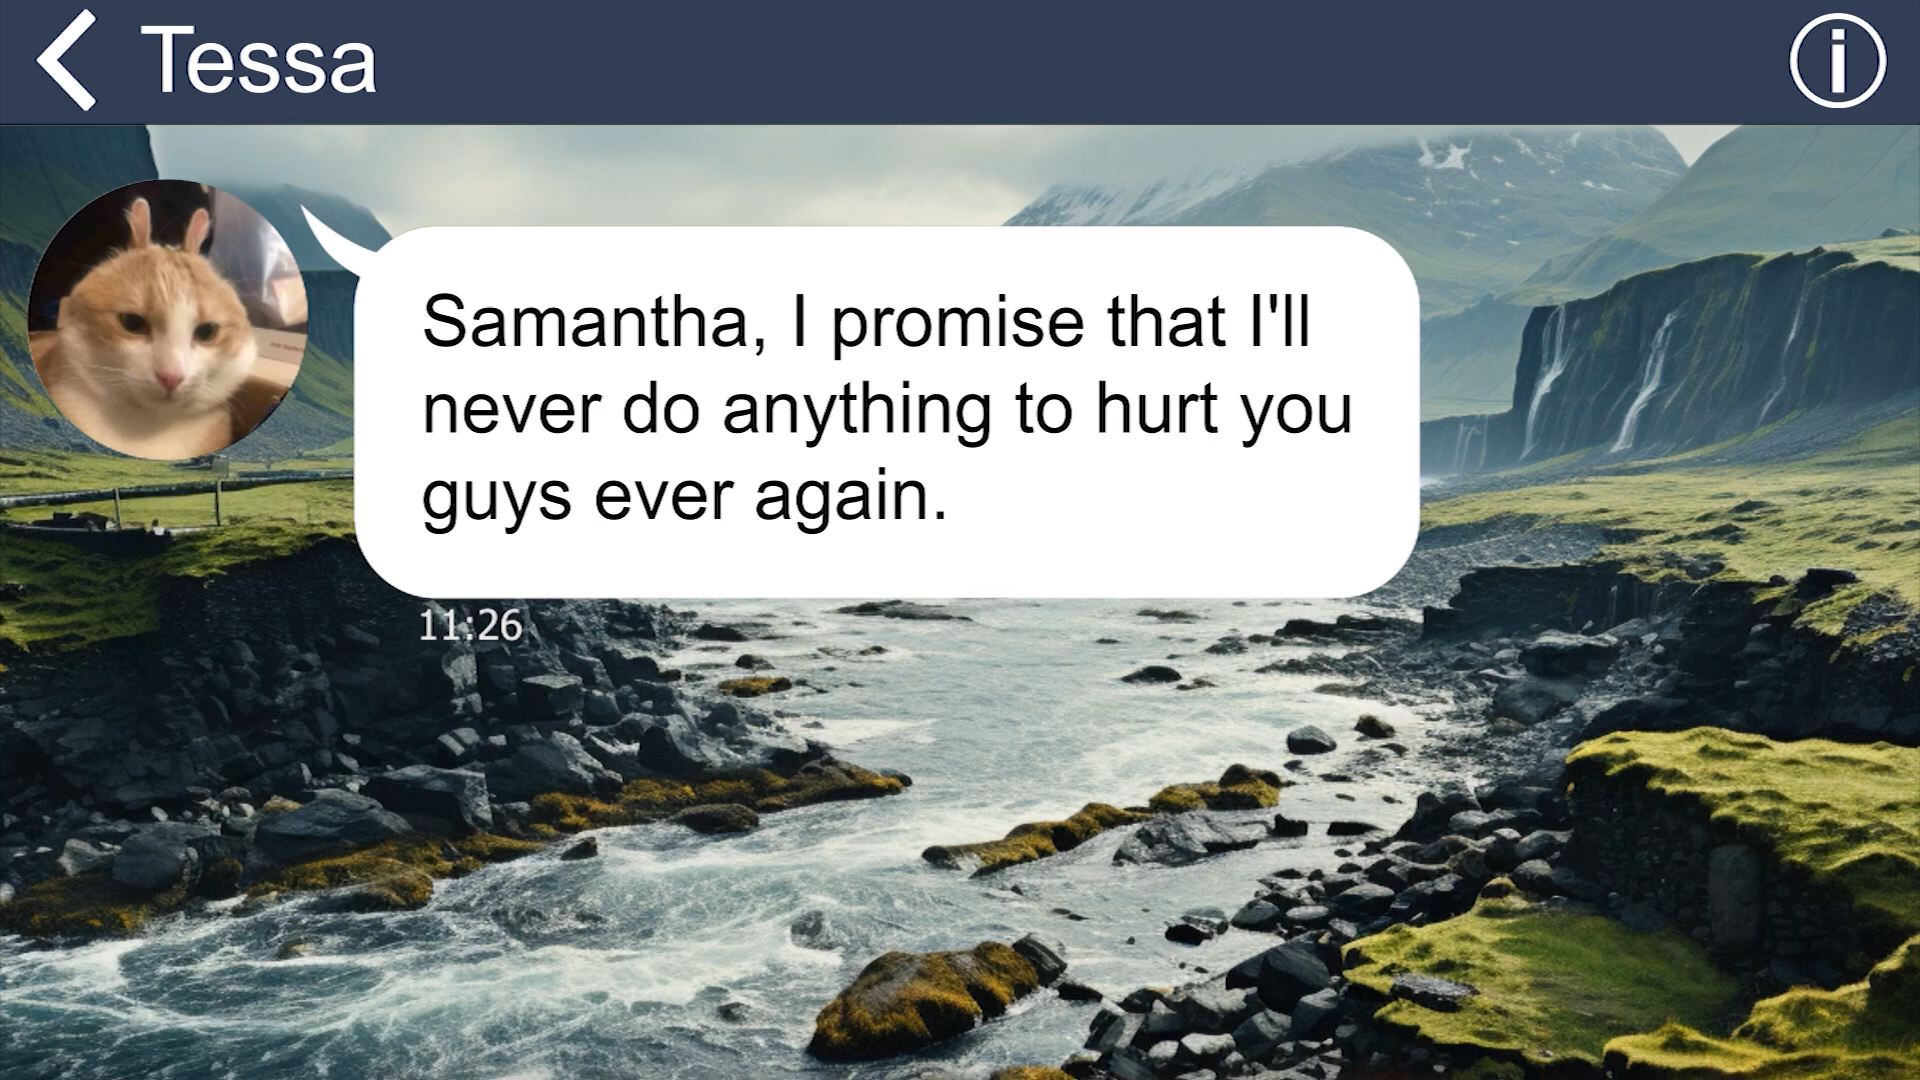 Tessa
Samantha, I promise that I'll
never do anything to hurt you
guys ever again.
11:26